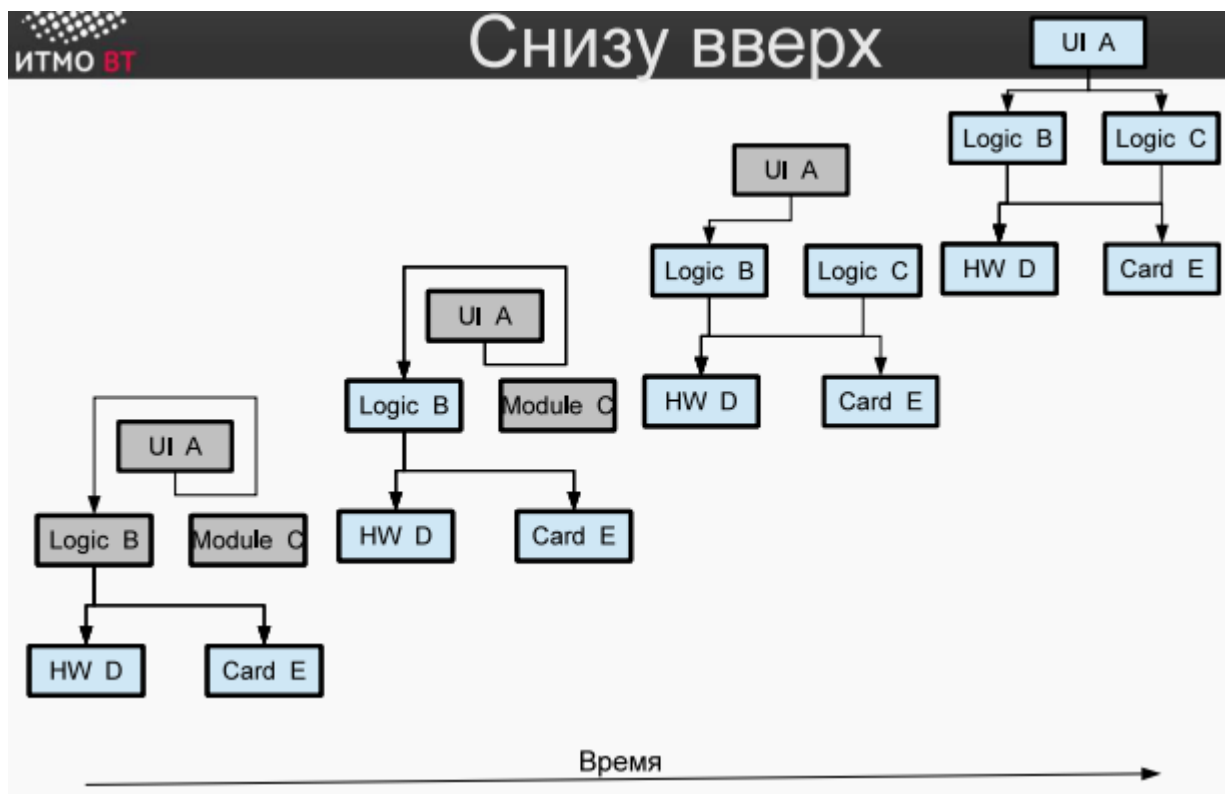 ИТМО ВТ
Снизу вверх
UI A
Logic B
Logic C
HW D
Card E
UI A
Logic B
Logic C
HW D
Card E
UI A
Logic B
Module C
HW D
Card E
UI A
Logic B
Module C
HW D
Card E
Время